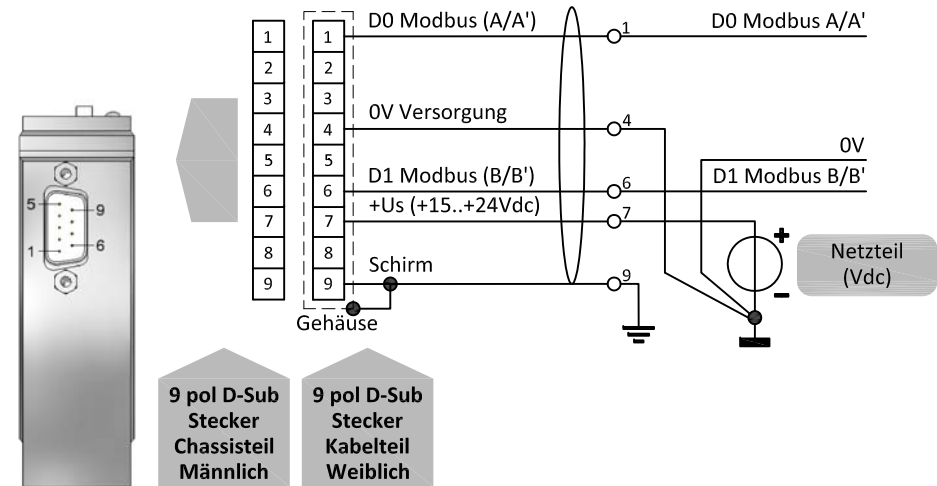 D0 Modbus (A/A')
D0 Modbus A/A'
1
1
1
2
2
3
3
0V Versorgung
4
4
4
5
5
0V
D1 Modbus (B/B')
D1 Modbus B/B'
6
6
6
+Us (+15..+24Vdc)
7
7
7
8
8
Schirm
9
9
9
Gehäuse
+
-
Netzteil
(Vdc)
5
9
1
6
9 pol D-Sub
Stecker
Chassisteil
Männlich
9 pol D-Sub
Stecker
Kabelteil
Weiblich